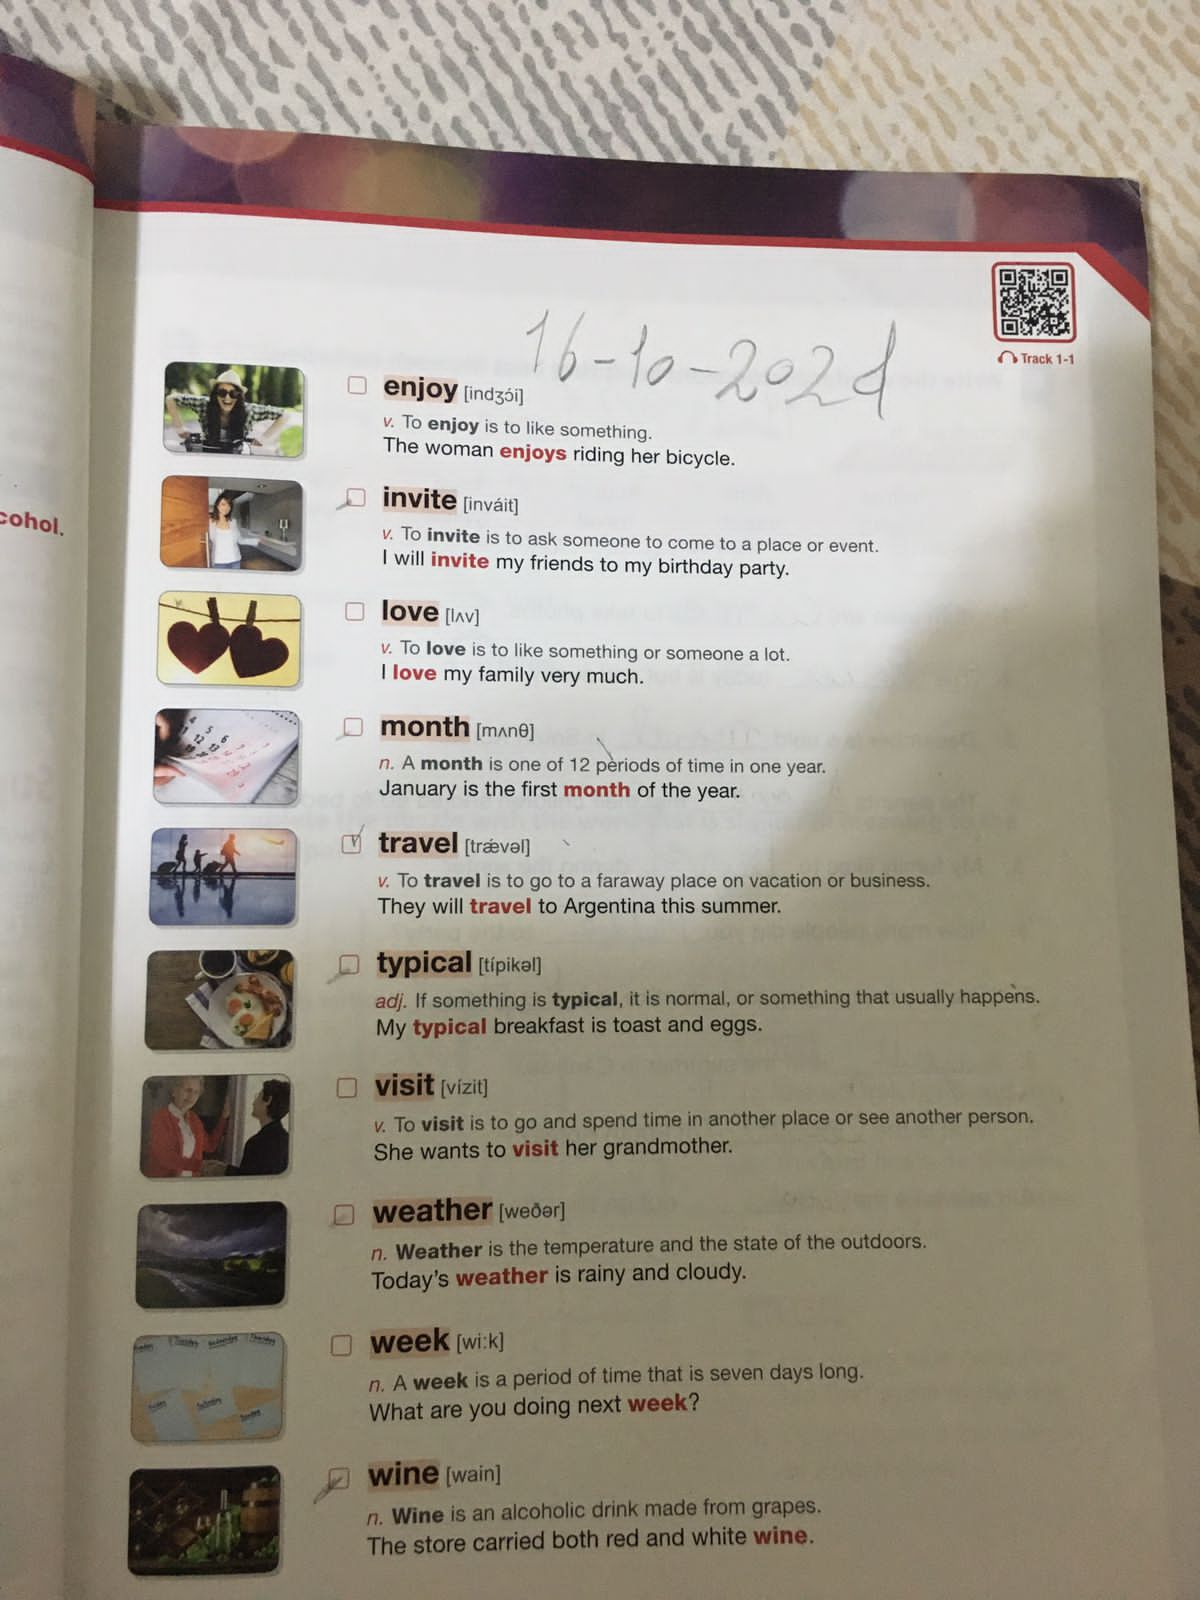 Track 1-1
16-10-2021
cohol.
enjoy [indʒɔ́i]
v. To enjoy is to like something.
The woman enjoys riding her bicycle.
invite [inváit]
v. To invite is to ask someone to come to a place or event.
I will invite my friends to my birthday party.
love [lʌv]
v. To love is to like something or someone a lot.
I love my family very much.
month [mʌnθ]
n. A month is one of 12 periods of time in one year.
January is the first month of the year.
travel [trǽvəl]
v. To travel is to go to a faraway place on vacation or business.
They will travel to Argentina this summer.
typical [típikəl]
adj. If something is typical, it is normal, or something that usually happens.
My typical breakfast is toast and eggs.
visit [vízit]
v. To visit is to go and spend time in another place or see another person.
She wants to visit her grandmother.
weather [weðər]
n. Weather is the temperature and the state of the outdoors.
Today's weather is rainy and cloudy.
week [wi:k]
n. A week is a period of time that is seven days long.
What are you doing next week?
wine [wain]
n. Wine is an alcoholic drink made from grapes.
The store carried both red and white wine.